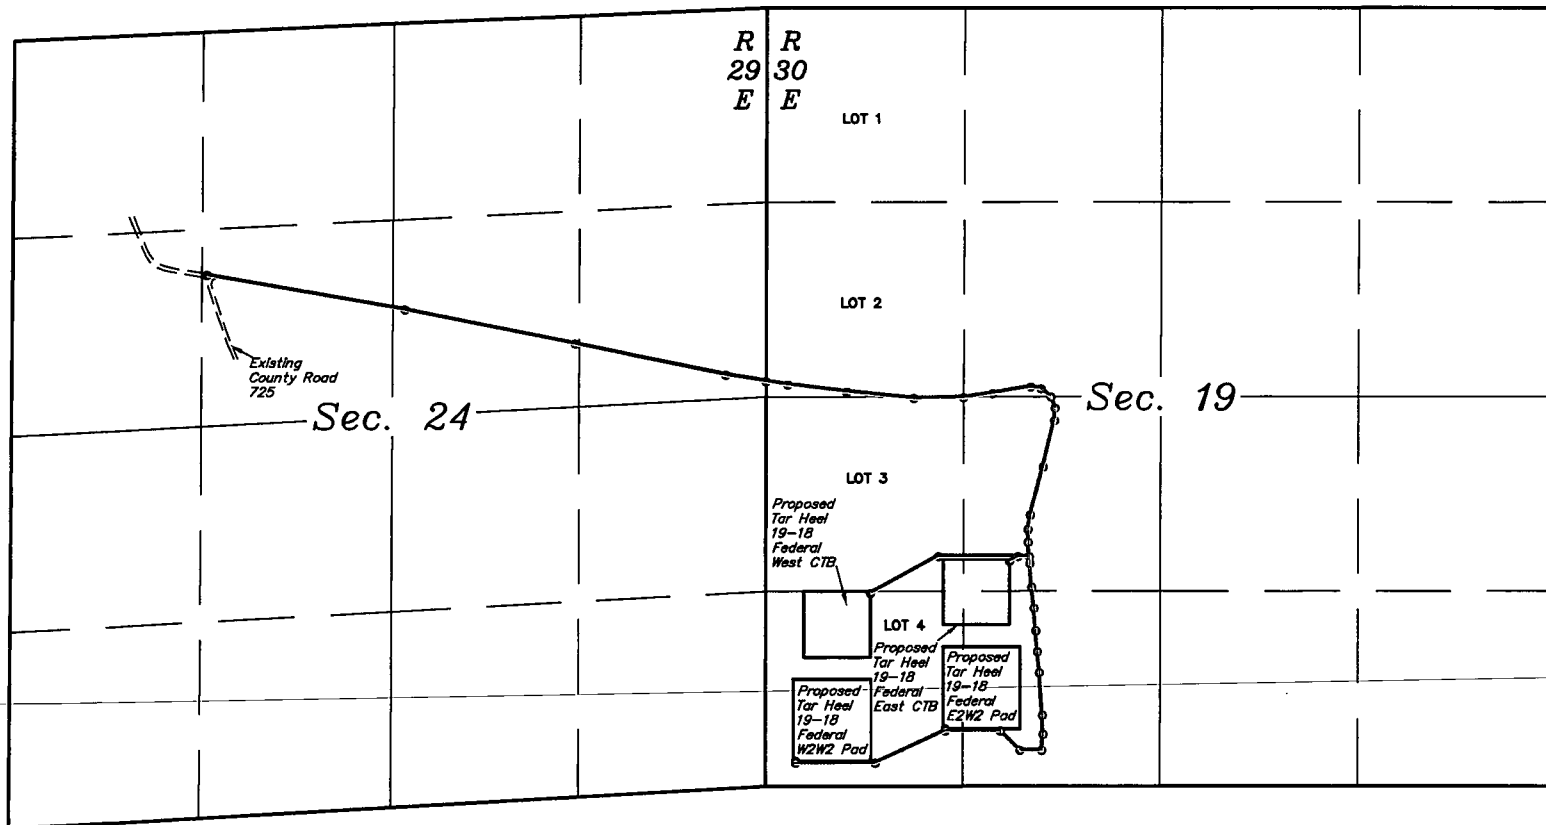 R R
29 30
E E
LOT 1
LOT 2
Existing
County Road
725
Sec. 24
Sec. 19
LOT 3
Proposed
Tar Heel
19-18
Federal
West CTB
LOT 4
Proposed
Tar Heel
19-18
Federal
East CTB
Proposed
Tar Heel
19-18
Federal
E2W2 Pad
Proposed
Tar Heel
19-18
Federal
W2W2 Pad